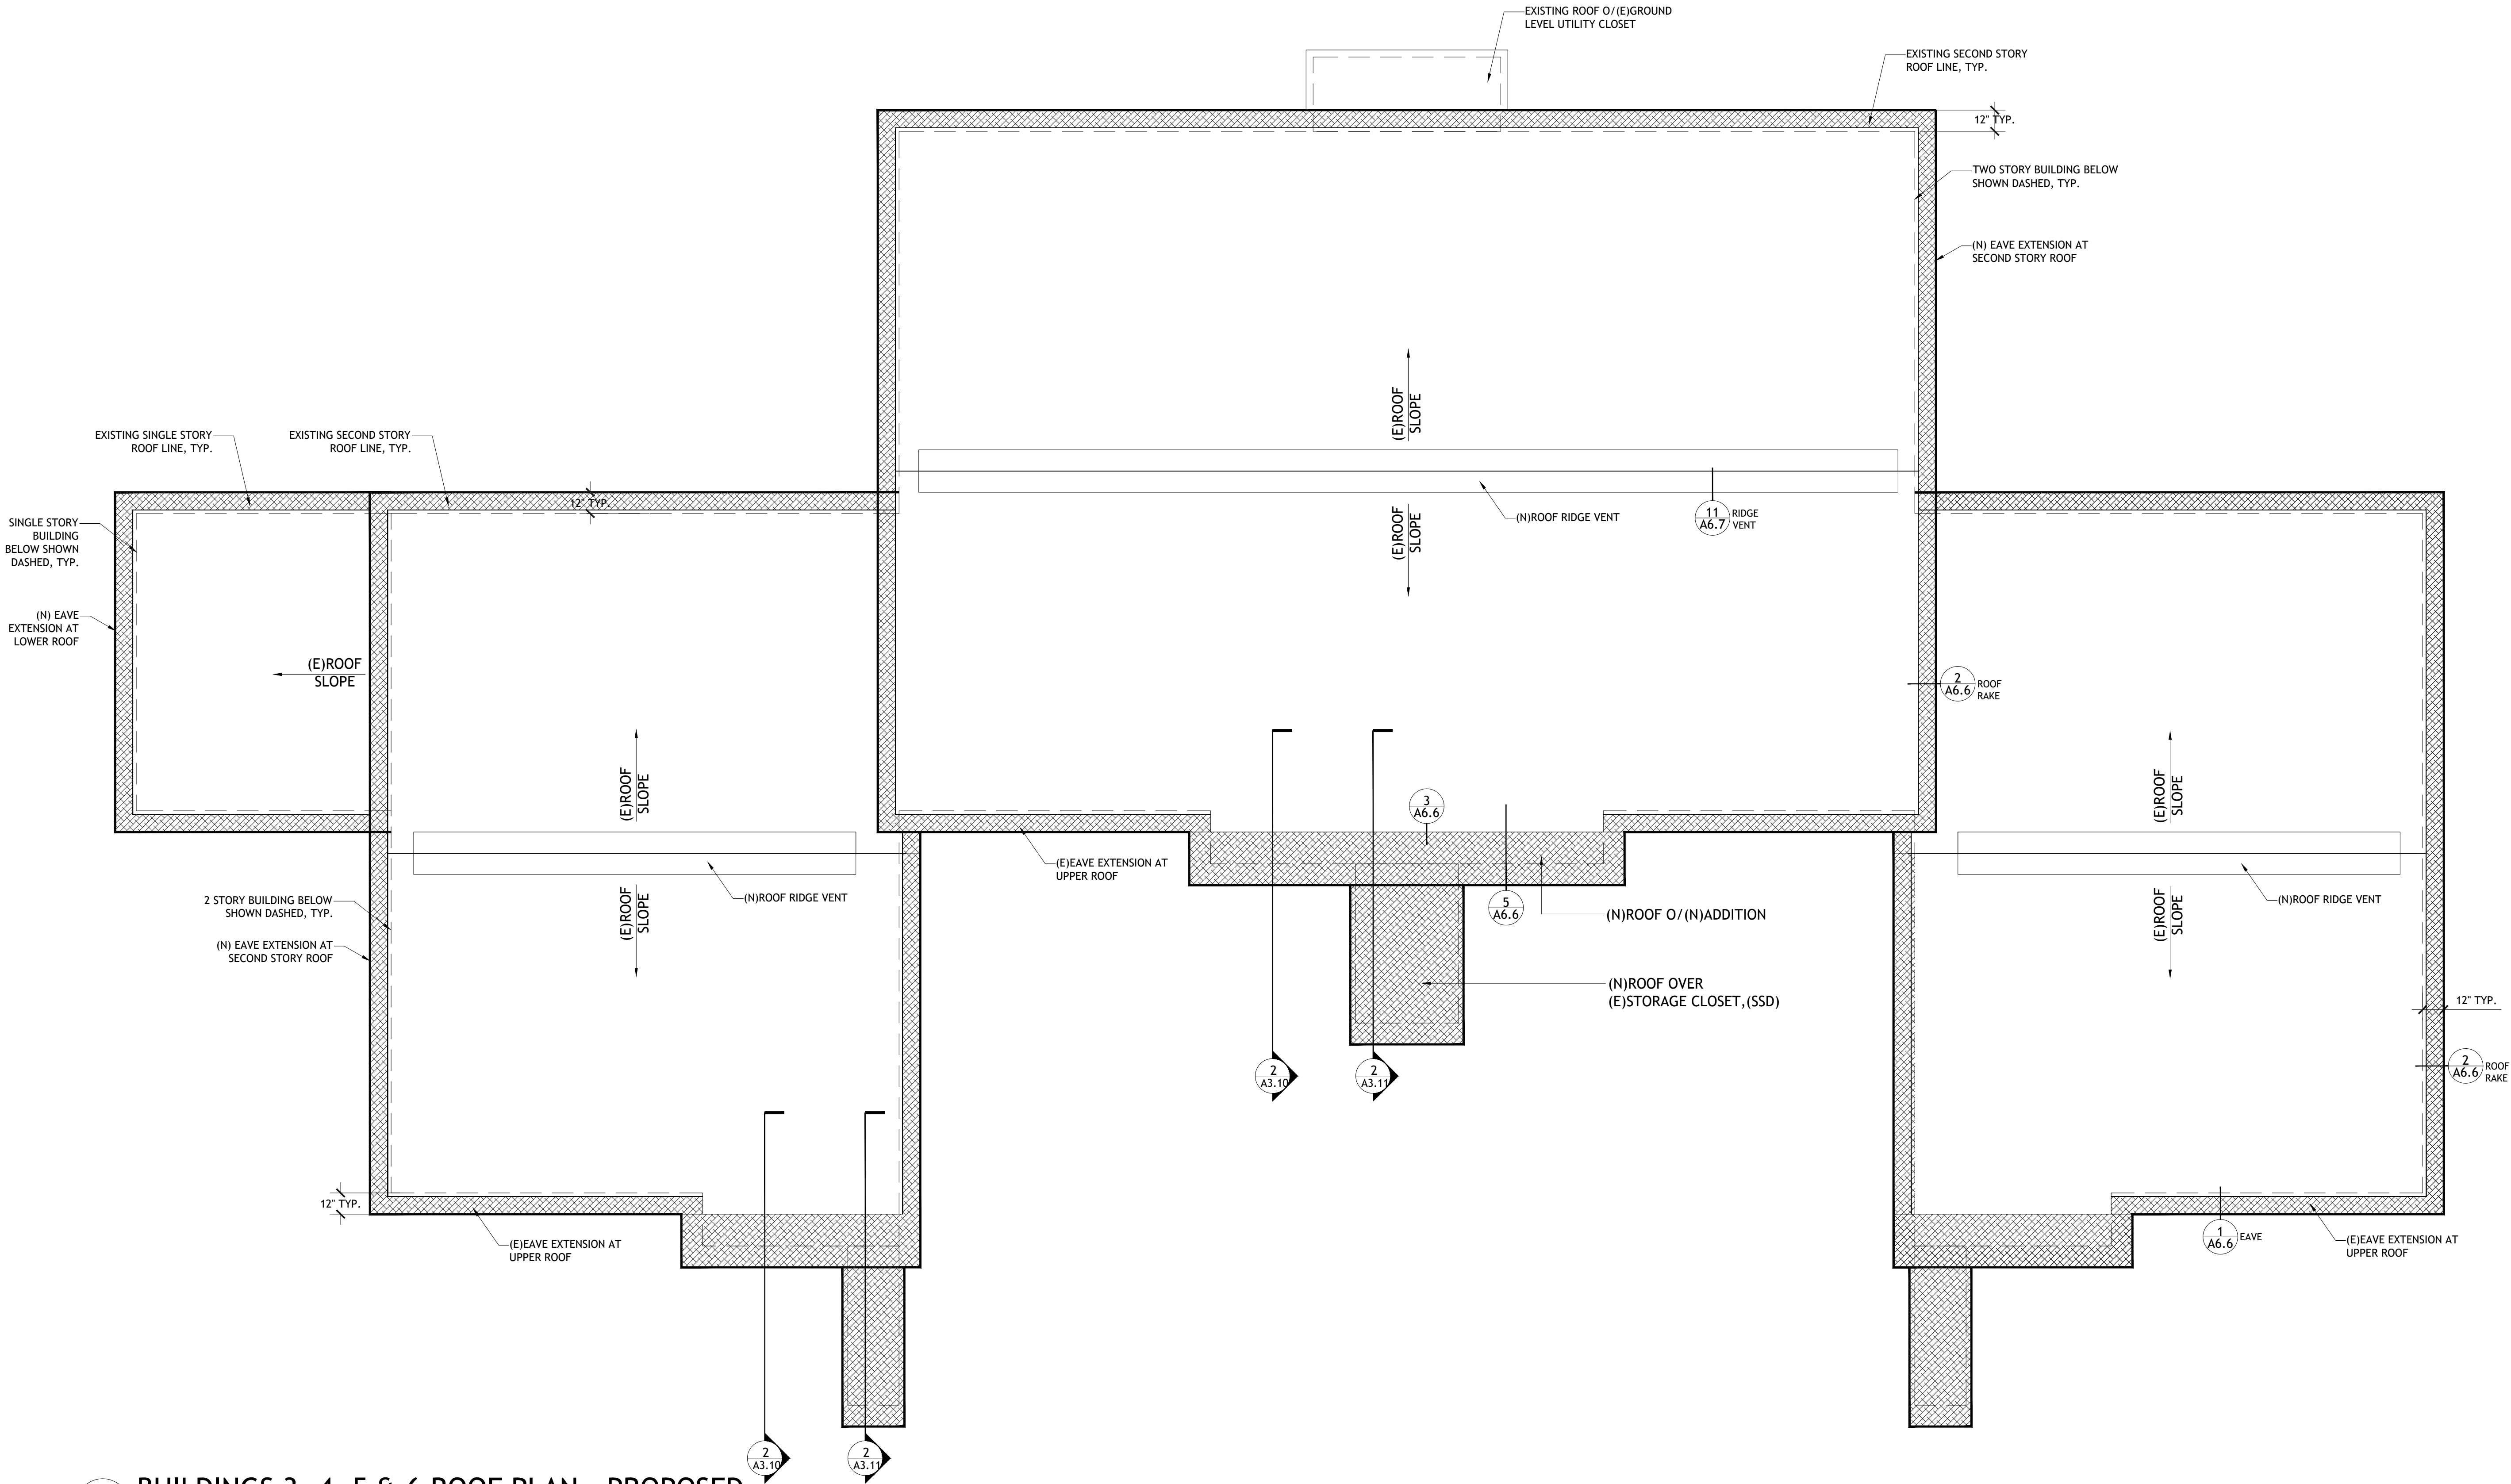 EXISTING ROOF O/(E)GROUND
LEVEL UTILITY CLOSET
EXISTING SECOND STORY
ROOF LINE, TYP.
12" TYP.
TWO STORY BUILDING BELOW
SHOWN DASHED, TYP.
(N) EAVE EXTENSION AT
SECOND STORY ROOF
EXISTING SINGLE STORY
ROOF LINE, TYP.
EXISTING SECOND STORY
ROOF LINE, TYP.
12" TYP.
SINGLE STORY
BUILDING
BELOW SHOWN
DASHED, TYP.
(N) EAVE
EXTENSION AT
LOWER ROOF
(E)ROOF
SLOPE
(E)ROOF
SLOPE
(E)ROOF
SLOPE
(N)ROOF RIDGE VENT
11
A6.7
RIDGE
VENT
2
A6.6
ROOF
RAKE
(E)ROOF
SLOPE
(E)ROOF
SLOPE
(N)ROOF RIDGE VENT
2 STORY BUILDING BELOW
SHOWN DASHED, TYP.
(N) EAVE EXTENSION AT
SECOND STORY ROOF
3
A6.6
(E)EAVE EXTENSION AT
UPPER ROOF
5
A6.6
(N)ROOF O/(N)ADDITION
(N)ROOF OVER
(E)STORAGE CLOSET,(SSD)
(E)ROOF
SLOPE
(E)ROOF
SLOPE
(N)ROOF RIDGE VENT
12" TYP.
2
A6.6
ROOF
RAKE
2
A3.10
2
A3.11
12" TYP.
(E)EAVE EXTENSION AT
UPPER ROOF
1
A6.6
EAVE
(E)EAVE EXTENSION AT
UPPER ROOF
2
A3.10
2
A3.11
ROOF PLAN - PROPOSED